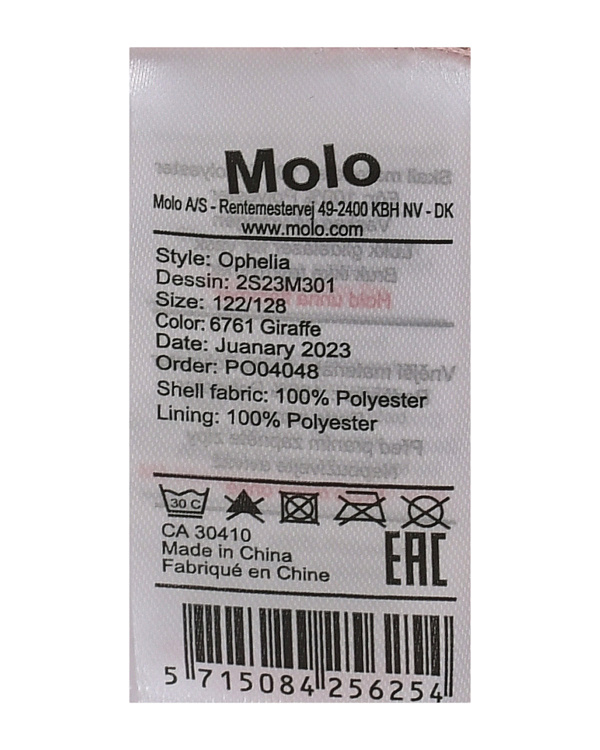 Molo
Molo A/S - Rentemestervej 49-2400 KBH NV - DK
www.molo.com
Style: Ophelia
Dessin: 2S23M301
Size: 122/128
Color: 6761 Giraffe
Date: Juanary 2023
Order: PO04048
Shell fabric: 100% Polyester
Lining: 100% Polyester
30 C
CA 30410
Made in China
Fabriqué en Chine
EAC
5 715084 256254